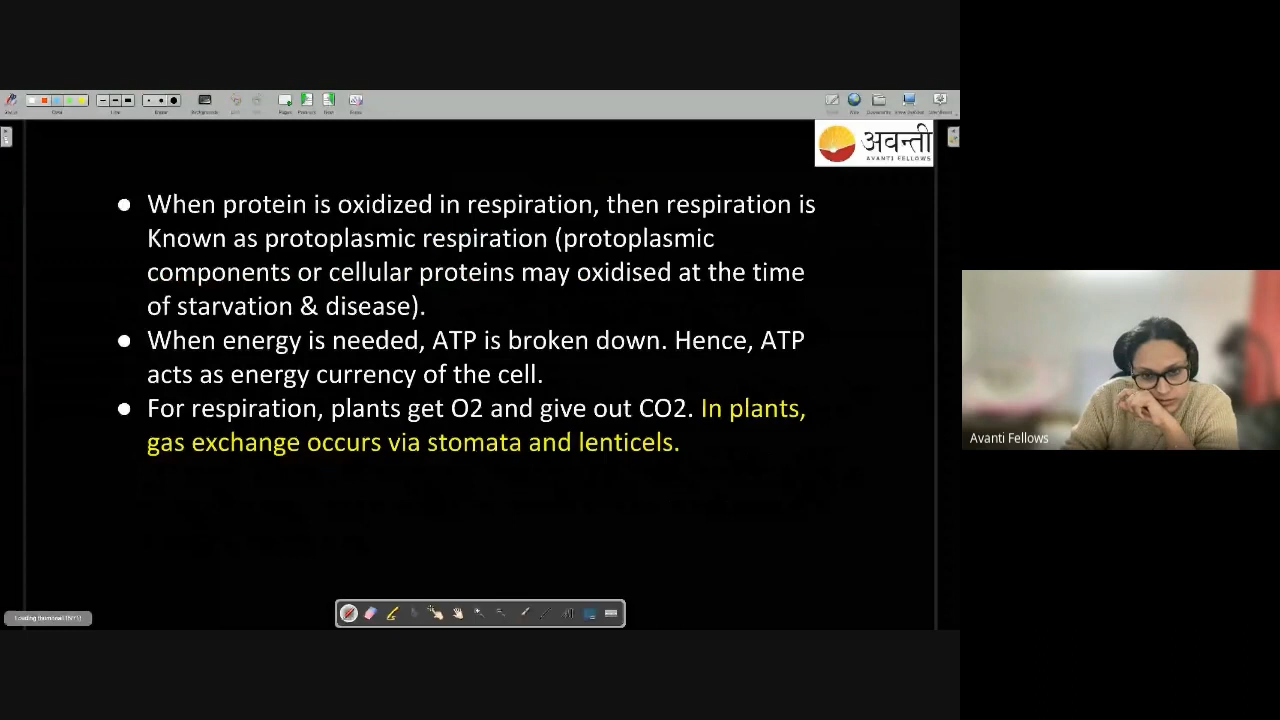 अवन्ती
AVANTI FELLOWS
● When protein is oxidized in respiration, then respiration is
Known as protoplasmic respiration (protoplasmic
components or cellular proteins may oxidised at the time
of starvation & disease).
● When energy is needed, ATP is broken down. Hence, ATP
acts as energy currency of the cell.
● For respiration, plants get O2 and give out CO2. In plants,
gas exchange occurs via stomata and lenticels.
Avanti Fellows